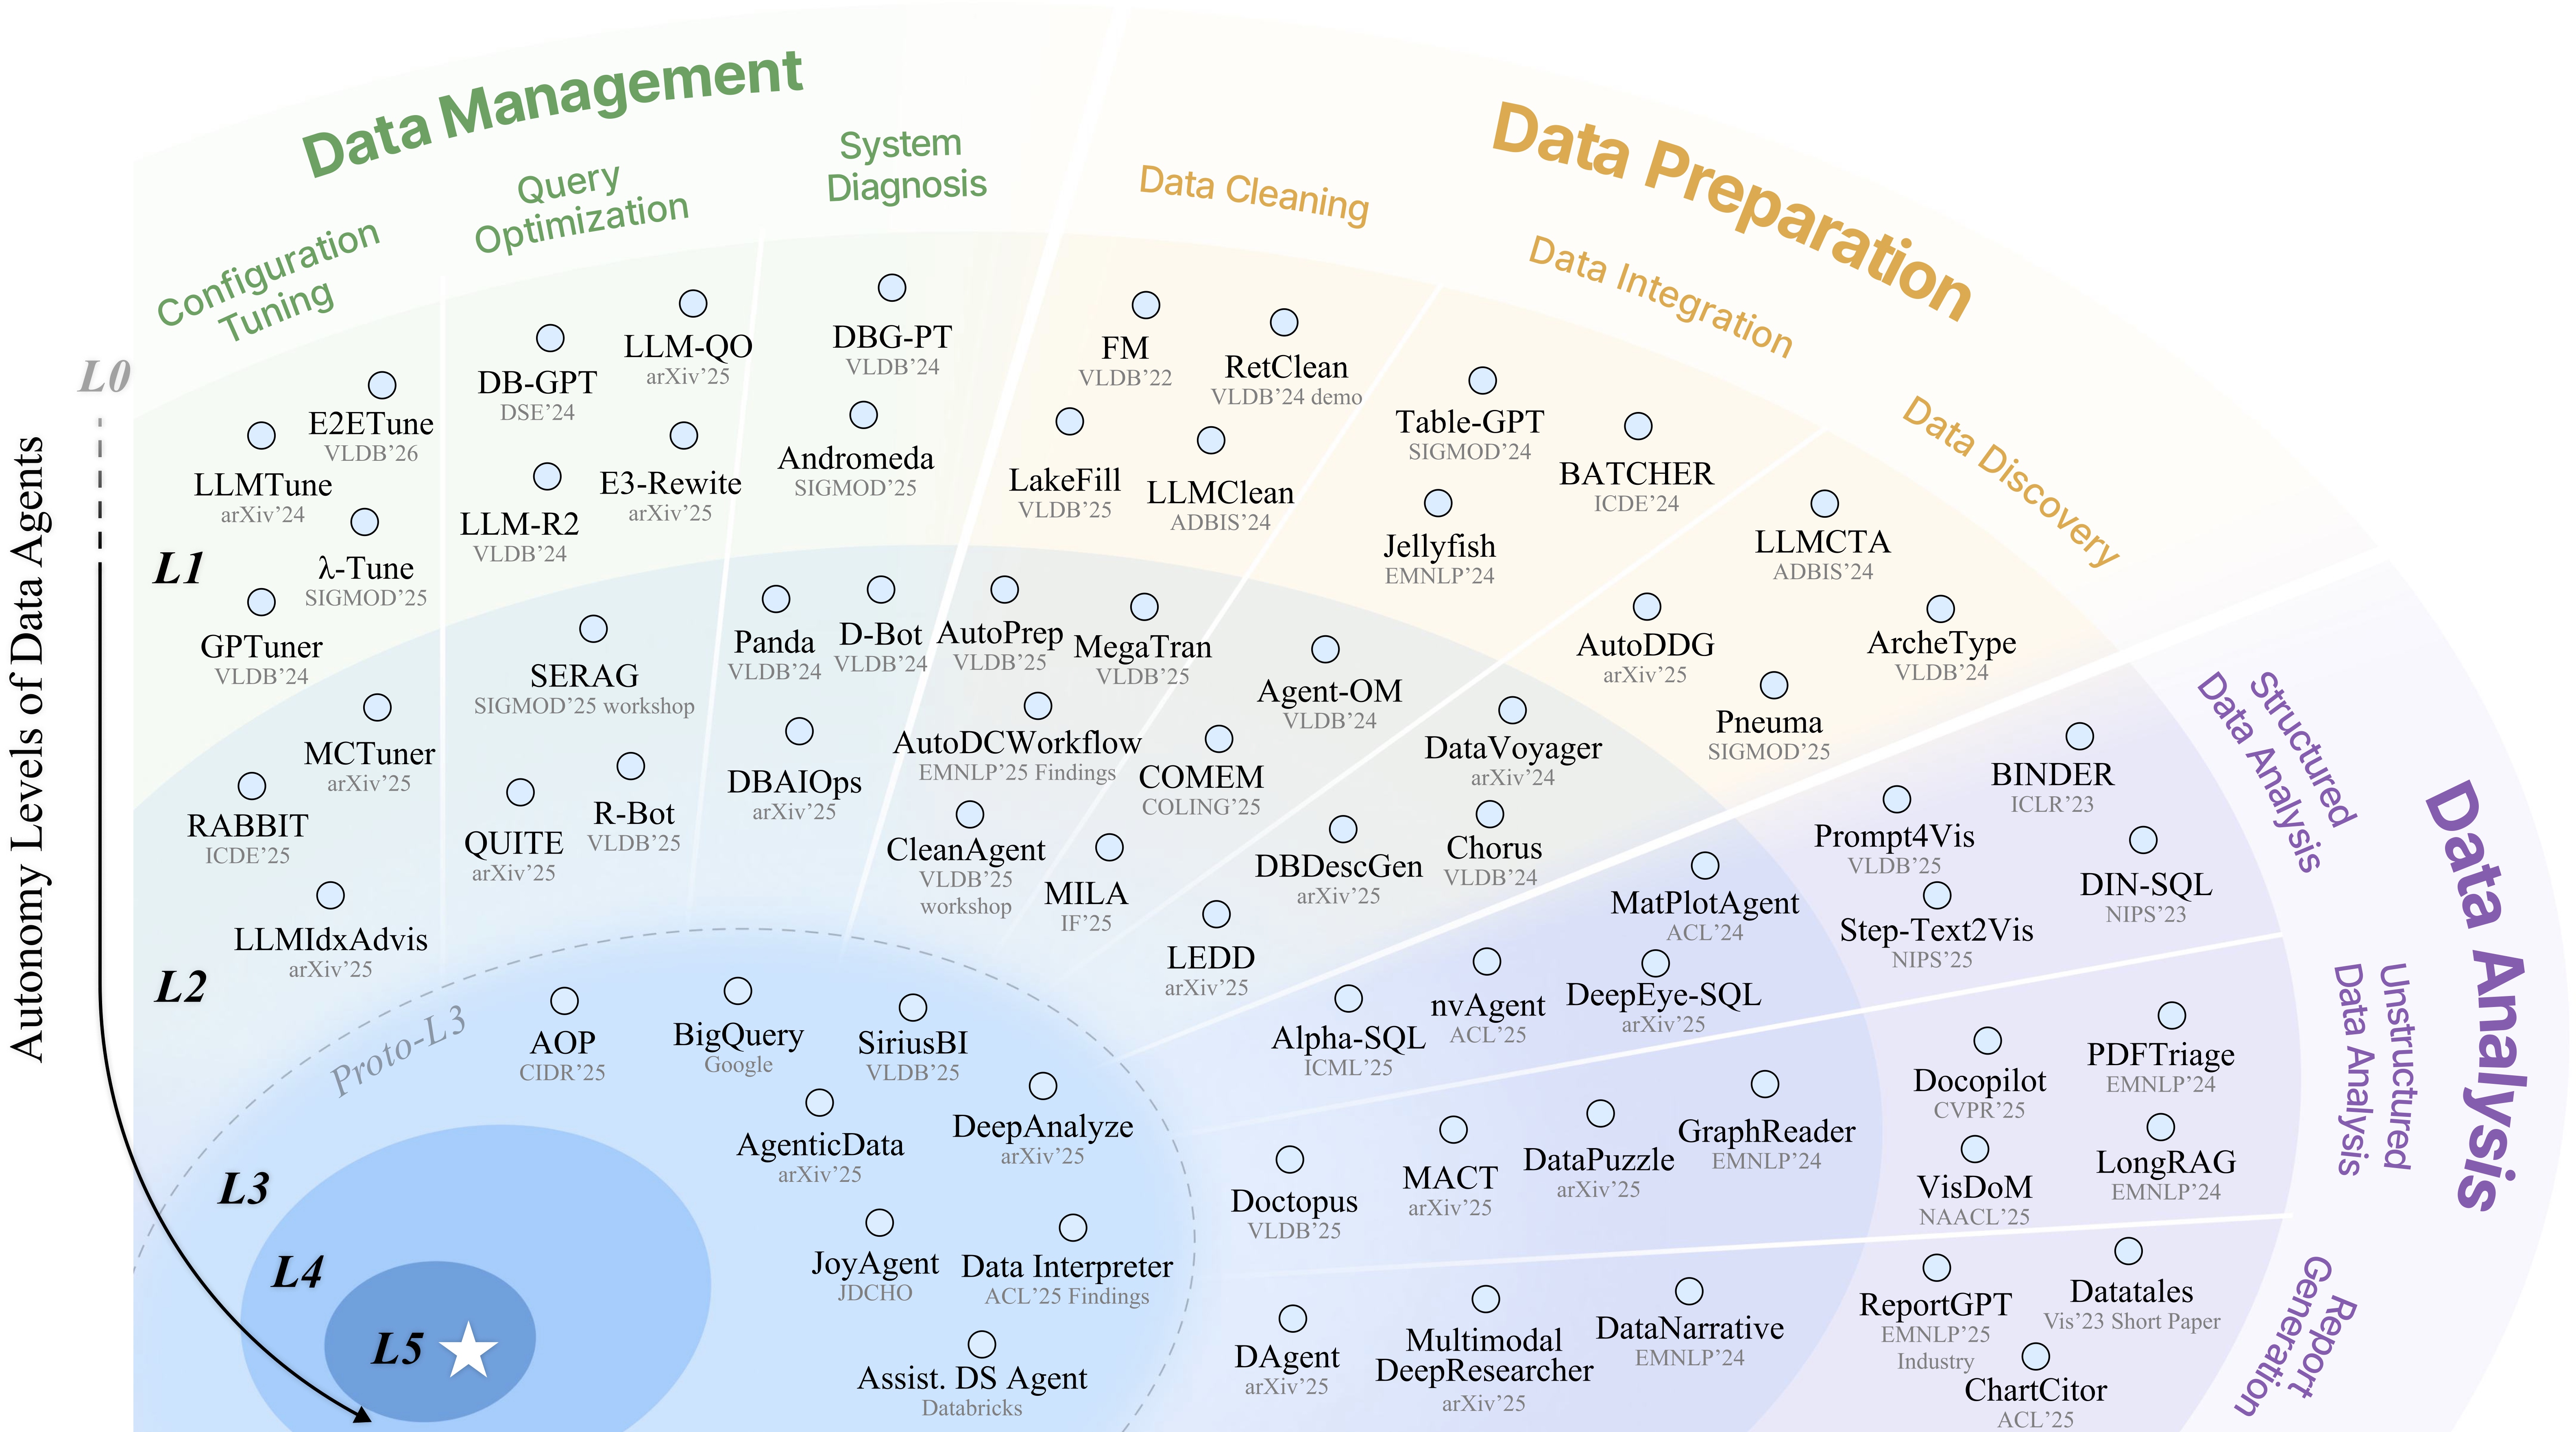 Data Management
Data Preparation
Data Analysis
Autonomy Levels of Data Agents
L0
L1
L2
Proto-L3
L3
L4
L5
Configuration
Tuning
Query
Optimization
System
Diagnosis
Data Cleaning
Data Integration
Data Discovery
Structured
Data Analysis
Unstructured
Data Analysis
Report
Generation
E2ETune
VLDB’26
LLMTune
arXiv’24
λ-Tune
SIGMOD’25
GPTuner
VLDB’24
MCTuner
arXiv’25
RABBIT
ICDE’25
LLMIdxAdvis
arXiv’25
LLM-QO
arXiv’25
DB-GPT
DSE’24
E3-Rewrite
arXiv’25
LLM-R2
VLDB’24
SERAG
SIGMOD’25 workshop
R-Bot
VLDB’25
QUITE
arXiv’25
DBG-PT
VLDB’24
Andromeda
SIGMOD’25
Panda
VLDB’24
D-Bot
VLDB’24
DBAIOps
arXiv’25
FM
VLDB’22
RetClean
VLDB’24 demo
LakeFill
VLDB’25
LLMClean
ADBIS’24
AutoPrep
VLDB’25
MegaTran
VLDB’25
AutoDCWorkflow
EMNLP’25 Findings
CleanAgent
VLDB’25
workshop
Table-GPT
SIGMOD’24
BATCHER
ICDE’24
Jellyfish
EMNLP’24
Agent-OM
VLDB’24
COMEM
COLING’25
MILA
IF’25
LLMCTA
ADBIS’24
AutoDDG
arXiv’25
ArcheType
VLDB’24
Pneuma
SIGMOD’25
DataVoyager
arXiv’24
Chorus
VLDB’24
DBDescGen
arXiv’25
LEDD
arXiv’25
BINDER
ICLR’23
Prompt4Vis
VLDB’25
DIN-SQL
NIPS’23
Step-Text2Vis
NIPS’25
MatPlotAgent
ACL’24
DeepEye-SQL
arXiv’25
nvAgent
ACL’25
Alpha-SQL
ICML’25
PDFTriage
EMNLP’24
Docopilot
CVPR’25
LongRAG
EMNLP’24
VisDoM
NAACL’25
GraphReader
EMNLP’24
DataPuzzle
arXiv’25
MACT
arXiv’25
Doctopus
VLDB’25
Datatales
Vis’23 Short Paper
ReportGPT
EMNLP’25
Industry
ChartCitor
ACL’25
DataNarrative
EMNLP’24
Multimodal
DeepResearcher
arXiv’25
DAgent
arXiv’25
AOP
CIDR’25
BigQuery
Google
SiriusBI
VLDB’25
AgenticData
arXiv’25
DeepAnalyze
arXiv’25
JoyAgent
JDCHO
Data Interpreter
ACL’25 Findings
Assist. DS Agent
Databricks